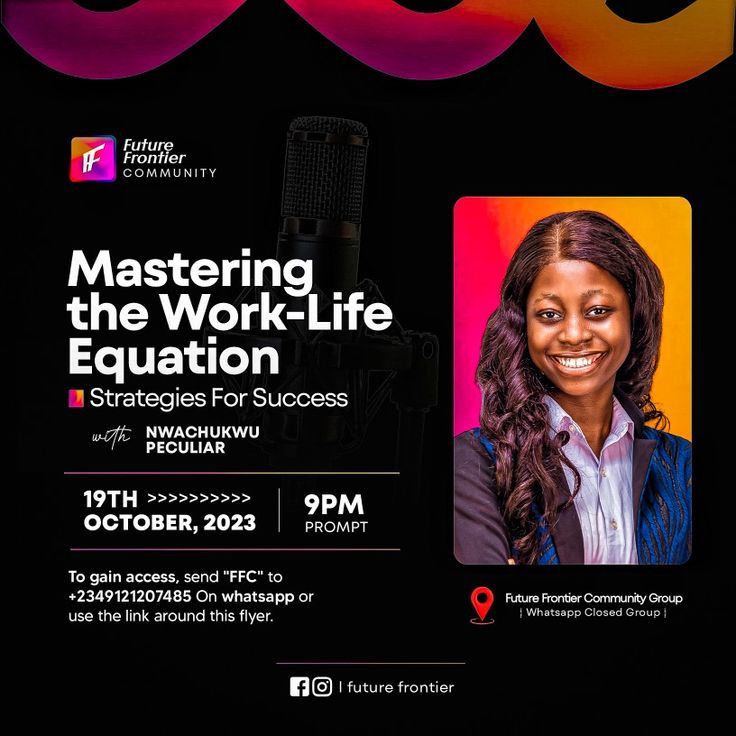 Future
Frontier
COMMUNITY
Mastering
the Work-Life
Equation
Strategies For Success
with NWACHUKWU
PECULIAR
19TH >>>>>>>>>>
OCTOBER, 2023
9PM
PROMPT
To gain access, send "FFC" to
+2349121207485 On whatsapp or
use the link around this flyer.
Future Frontier Community Group
¦ Whatsapp Closed Group ¦
| future frontier